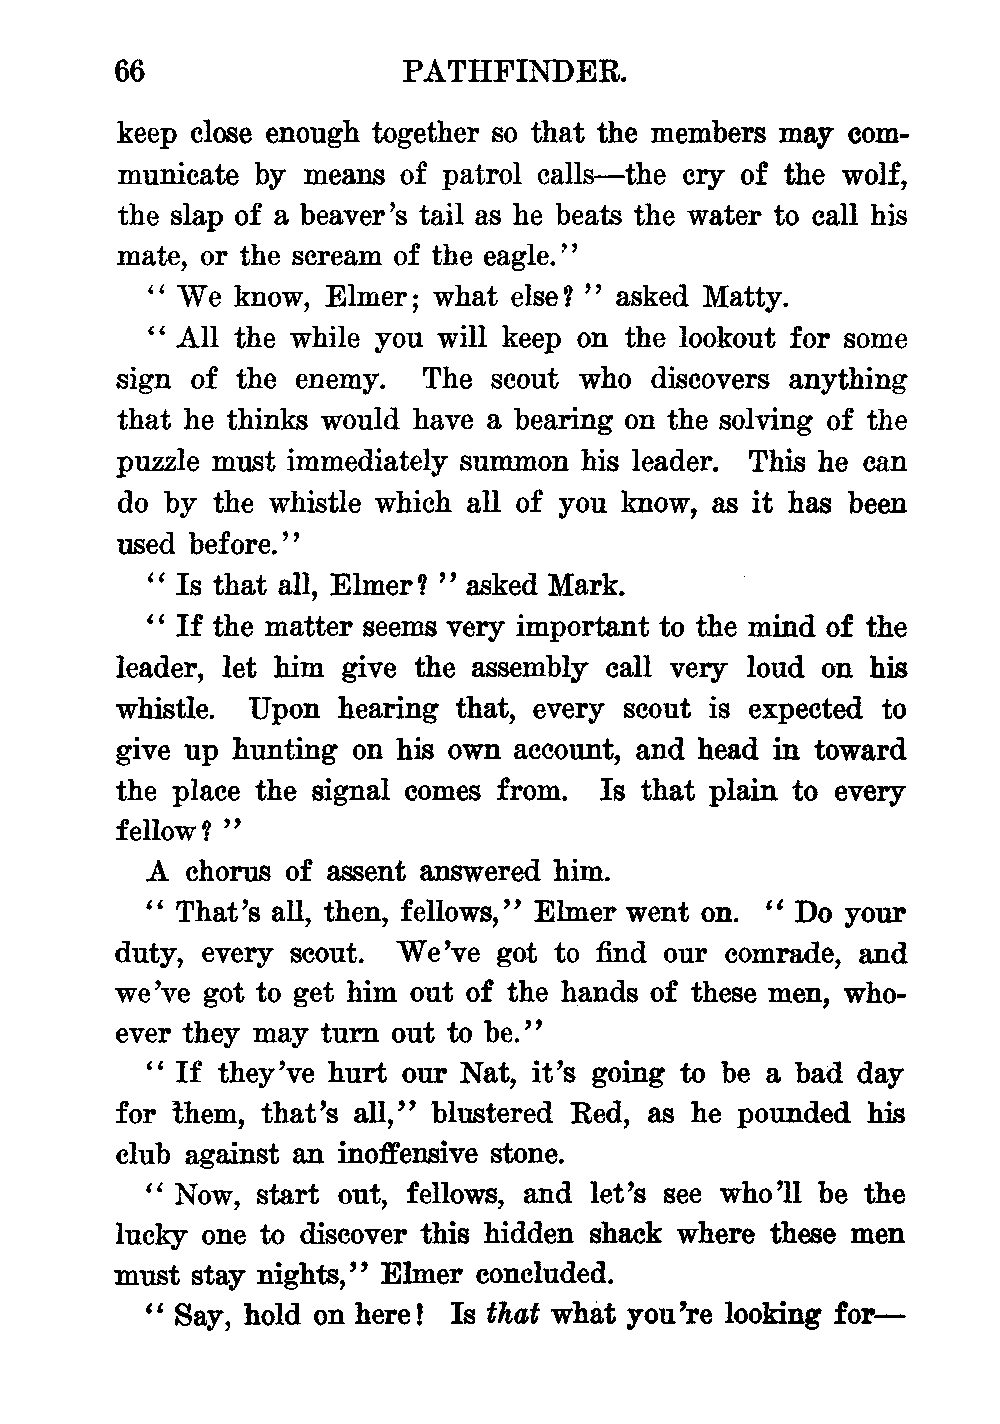 66 PATHFINDER.
keep close enough together so that the members may com-
municate by means of patrol calls—the cry of the wolf,
the slap of a beaver's tail as he beats the water to call his
mate, or the scream of the eagle."
" We know, Elmer; what else? " asked Matty.
" All the while you will keep on the lookout for some
sign of the enemy. The scout who discovers anything
that he thinks would have a bearing on the solving of the
puzzle must immediately summon his leader. This he can
do by the whistle which all of you know, as it has been
used before."
" Is that all, Elmer? " asked Mark.
" If the matter seems very important to the mind of the
leader, let him give the assembly call very loud on his
whistle. Upon hearing that, every scout is expected to
give up hunting on his own account, and head in toward
the place the signal comes from. Is that plain to every
fellow? "
A chorus of assent answered him.
" That's all, then, fellows," Elmer went on. " Do your
duty, every scout. We've got to find our comrade, and
we've got to get him out of the hands of these men, who-
ever they may turn out to be."
" If they've hurt our Nat, it's going to be a bad day
for them, that's all," blustered Red, as he pounded his
club against an inoffensive stone.
" Now, start out, fellows, and let's see who'll be the
lucky one to discover this hidden shack where these men
must stay nights," Elmer concluded.
" Say, hold on here! Is that what you're looking for—